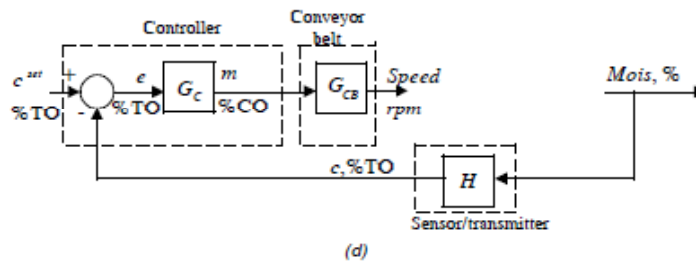 Controller
Conveyor
belt
c^set + e G_C m G_CB Speed Mois, %
%TO - %TO %CO rpm
c,%TO H
Sensor/transmitter
(d)